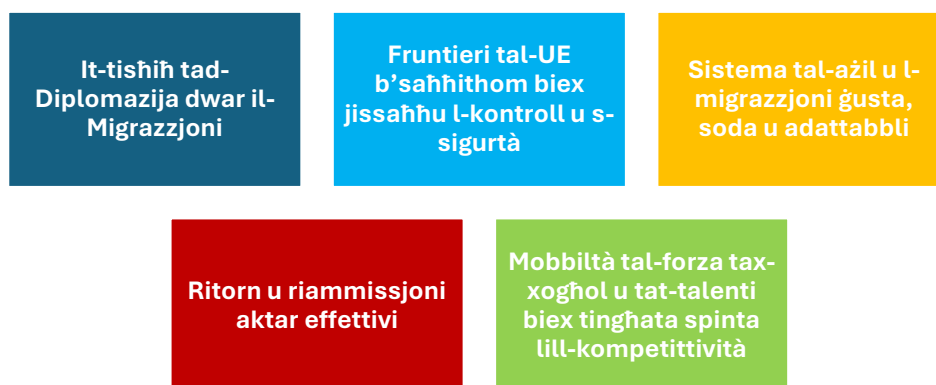 It-tisħiħ tad-
Diplomazija dwar il-
Migrazzjoni
Fruntieri tal-UE
b’saħħithom biex
jissaħħu l-kontroll u s-
sigurtà
Sistema tal-ażil u l-
migrazzjoni ġusta,
soda u adattabbli
Ritorn u riammissjoni
aktar effettivi
Mobbiltà tal-forza tax-
xogħol u tat-talenti
biex tingħata spinta
lill-kompetittività